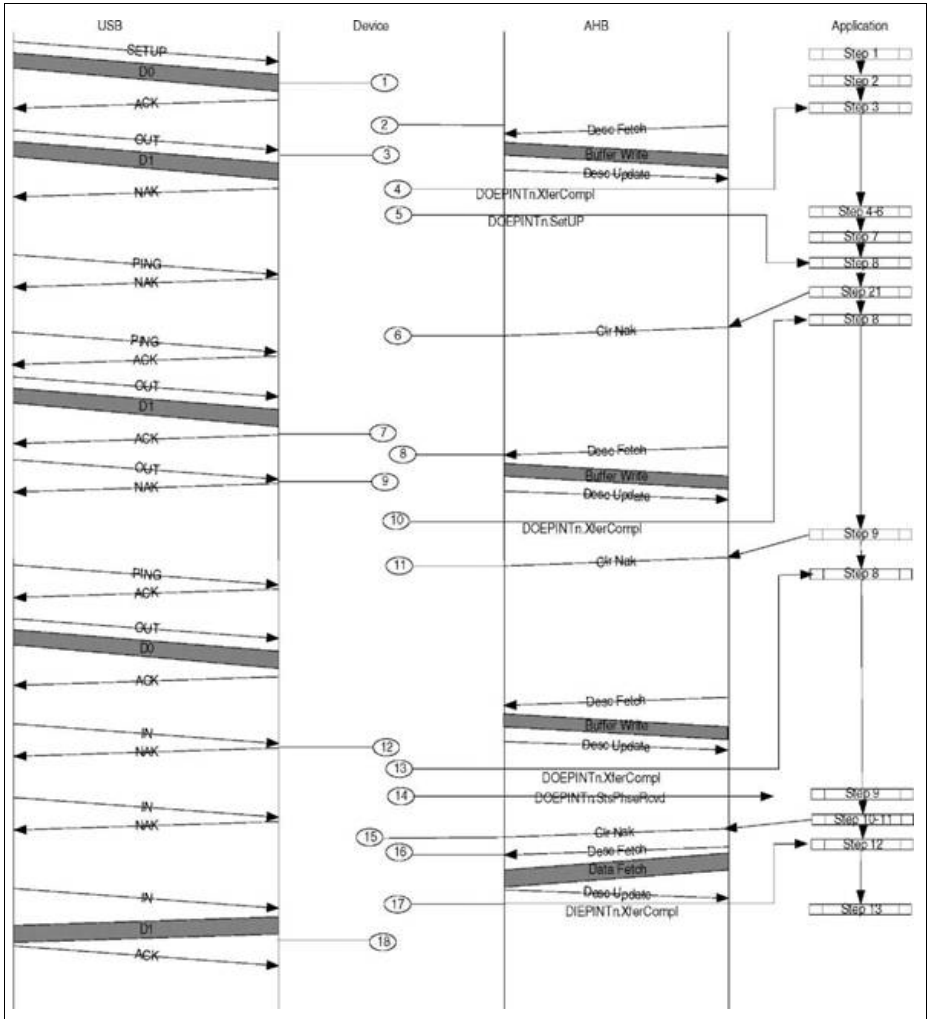 USB Device AHB Application
SETUP
Step 1
D0
1
Step 2
ACK
Step 3
2
Desc Fetch
OUT
3
Buffer Write
D1
Desc Update
NAK
4
DOEPINTn.XferCompl
5
Step 4-6
DOEPINTn.SetUP
Step 7
PING
Step 8
NAK
Step 21
6
Clr Nak
Step 8
PING
ACK
OUT
D1
7
ACK
8
Desc Fetch
OUT
9
Buffer Write
NAK
Desc Update
10
DOEPINTn.XferCompl
Step 9
11
Clr Nak
PING
Step 8
ACK
OUT
D0
ACK
Desc Fetch
IN
Buffer Write
NAK
12
Desc Update
13
DOEPINTn.XferCompl
14
DOEPINTn.StsPhseRcvd
Step 9
IN
NAK
Step 10-11
15
Clr Nak
16
Desc Fetch
Step 12
Data Fetch
IN
Desc Update
17
DIEPINTn.XferCompl
Step 13
D1
18
ACK